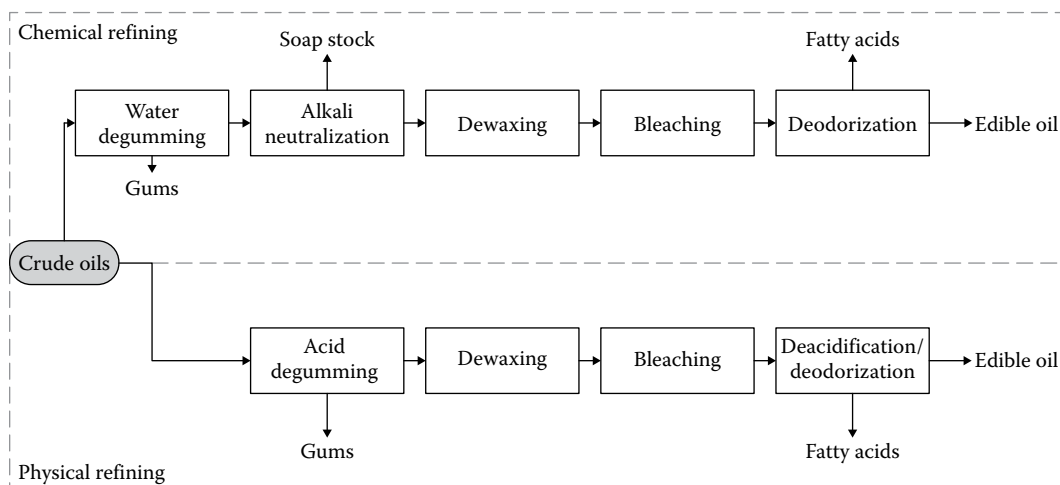 Chemical refining
Soap stock
Fatty acids
Water
degumming
Alkali
neutralization
Dewaxing
Bleaching
Deodorization
Edible oil
Gums
Crude oils
Acid
degumming
Dewaxing
Bleaching
Deacidification/
deodorization
Edible oil
Gums
Fatty acids
Physical refining